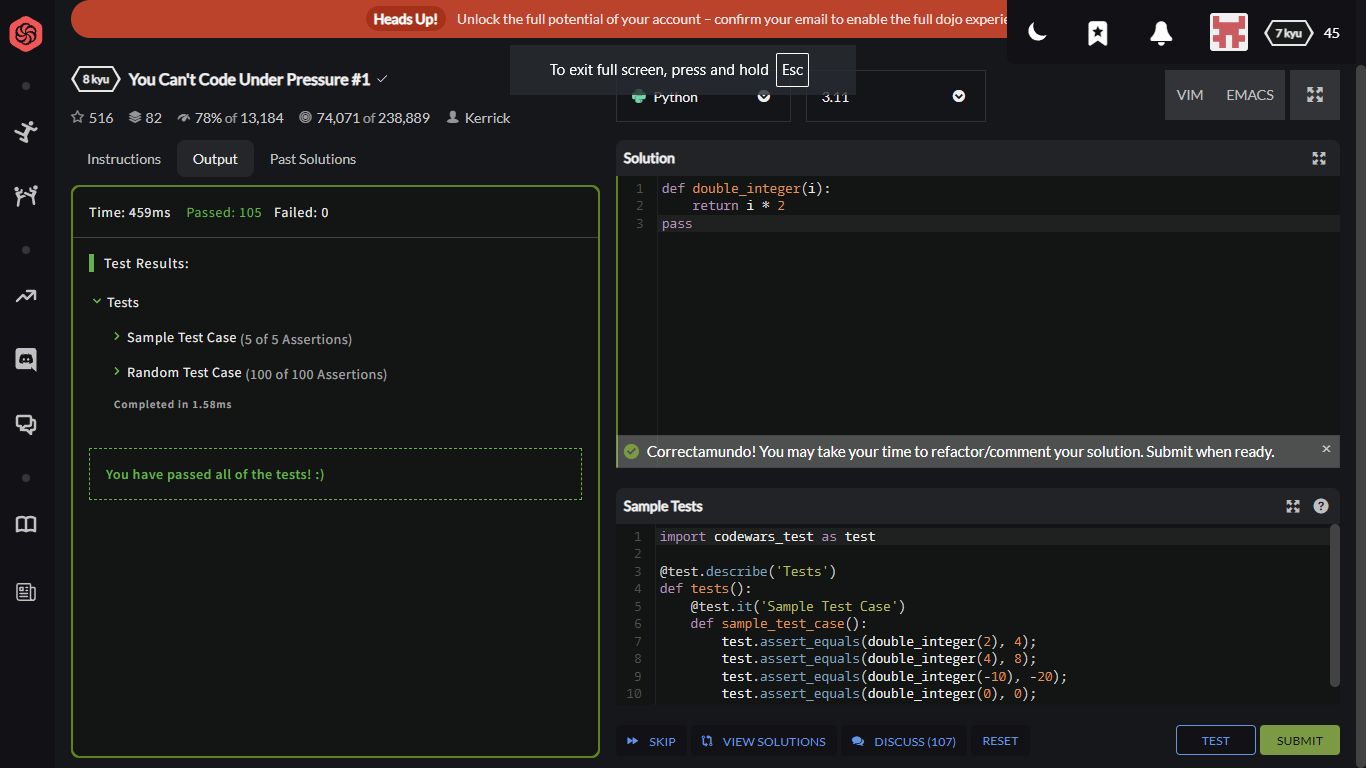 Heads Up! Unlock the full potential of your account – confirm your email to enable the full dojo experie
7 kyu 45
To exit full screen, press and hold Esc
8 kyu You Can't Code Under Pressure #1
Python
3.11
VIM EMACS
516 82 78% of 13,184 74,071 of 238,889 Kerrick
Instructions Output Past Solutions
Time: 459ms Passed: 105 Failed: 0
Test Results:
Tests
Sample Test Case (5 of 5 Assertions)
Random Test Case (100 of 100 Assertions)
Completed in 1.58ms
You have passed all of the tests! :)
Solution
1 def double_integer(i):
2     return i * 2
3 pass
Correctamundo! You may take your time to refactor/comment your solution. Submit when ready. ×
Sample Tests ?
1 import codewars_test as test
2
3 @test.describe('Tests')
4 def tests():
5     @test.it('Sample Test Case')
6     def sample_test_case():
7         test.assert_equals(double_integer(2), 4);
8         test.assert_equals(double_integer(4), 8);
9         test.assert_equals(double_integer(-10), -20);
10         test.assert_equals(double_integer(0), 0);
SKIP VIEW SOLUTIONS DISCUSS (107) RESET TEST SUBMIT